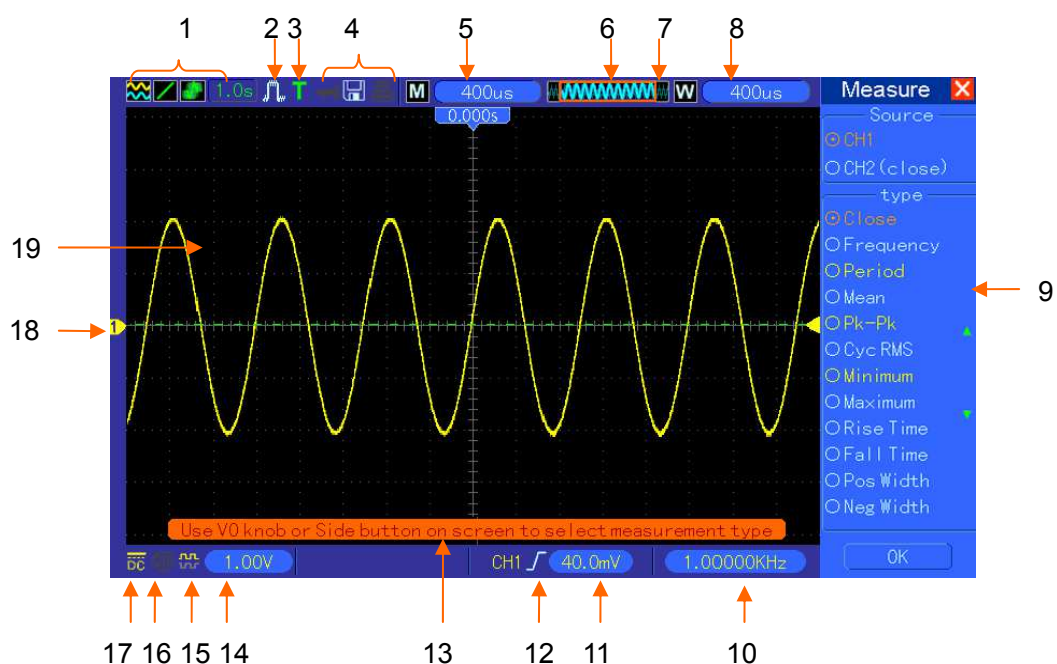 1 2 3 4 5 6 7 8
1.0s T M 400us W 400us Measure X
0.000s
Source
CH1
CH2(close)
type
Close
Frequency
Period
Mean
Pk-Pk
Cyc RMS
Minimum
Maximum
Rise Time
Fall Time
Pos Width
Neg Width
OK
19
9
18
1
Use V0 knob or Side button on screen to select measurement type
DC 1.00V CH1 40.0mV 1.00000KHz
17 16 15 14 13 12 11 10